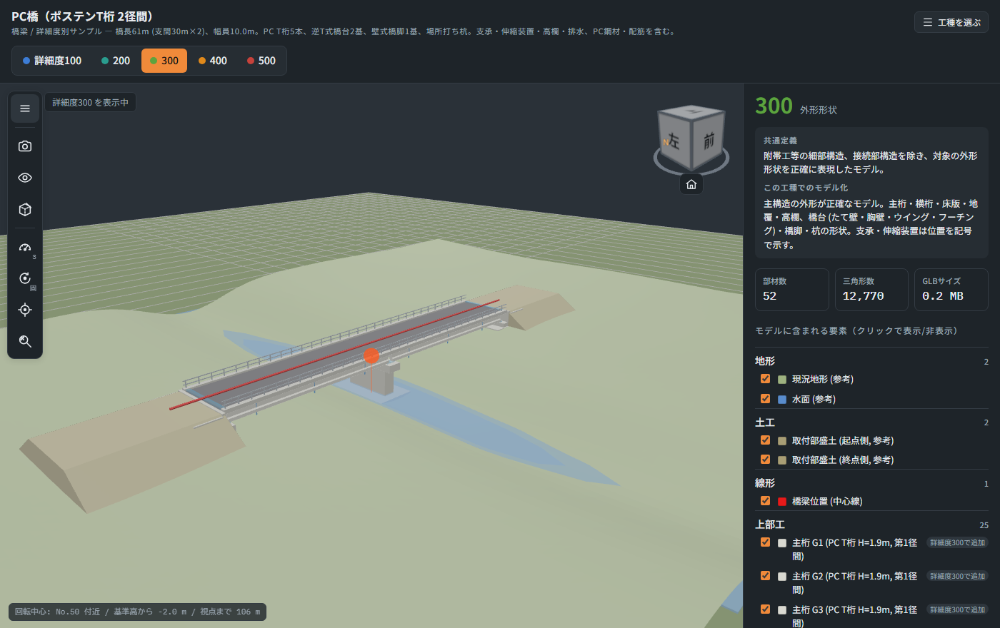 PC橋（ポステンT桁 2径間）
橋梁 / 詳細度別サンプル — 橋長61m (支間30m×2)、幅員10.0m。PC T桁5本、逆T式橋台2基、壁式橋脚1基、場所打ち杭。支承・伸縮装置・高欄・排水、PC鋼材・配筋を含む。
工種を選ぶ
詳細度100
200
300
400
500
詳細度300 を表示中
左
前
N
3
固
300 外形形状
共通定義
附帯工等の細部構造、接続部構造を除き、対象の外形
形状を正確に表現したモデル。
この工種でのモデル化
主構造の外形が正確なモデル。主桁・横桁・床版・地
覆・高欄、橋台 (たて壁・胸壁・ウイング・フーチン
グ)・橋脚・杭の形状。支承・伸縮装置は位置を記号
で示す。
部材数
52
三角形数
12,770
GLBサイズ
0.2 MB
モデルに含まれる要素（クリックで表示/非表示）
地形 2
現況地形 (参考)
水面 (参考)
土工 2
取付部盛土 (起点側, 参考)
取付部盛土 (終点側, 参考)
線形 1
橋梁位置 (中心線)
上部工 25
主桁 G1 (PC T桁 H=1.9m, 第1径 詳細度300で追加
間)
主桁 G2 (PC T桁 H=1.9m, 第1径 詳細度300で追加
間)
主桁 G3 (PC T桁 H=1.9m, 第1径 詳細度300で追加
間)
回転中心: No.50 付近 / 基準高から -2.0 m / 視点まで 106 m